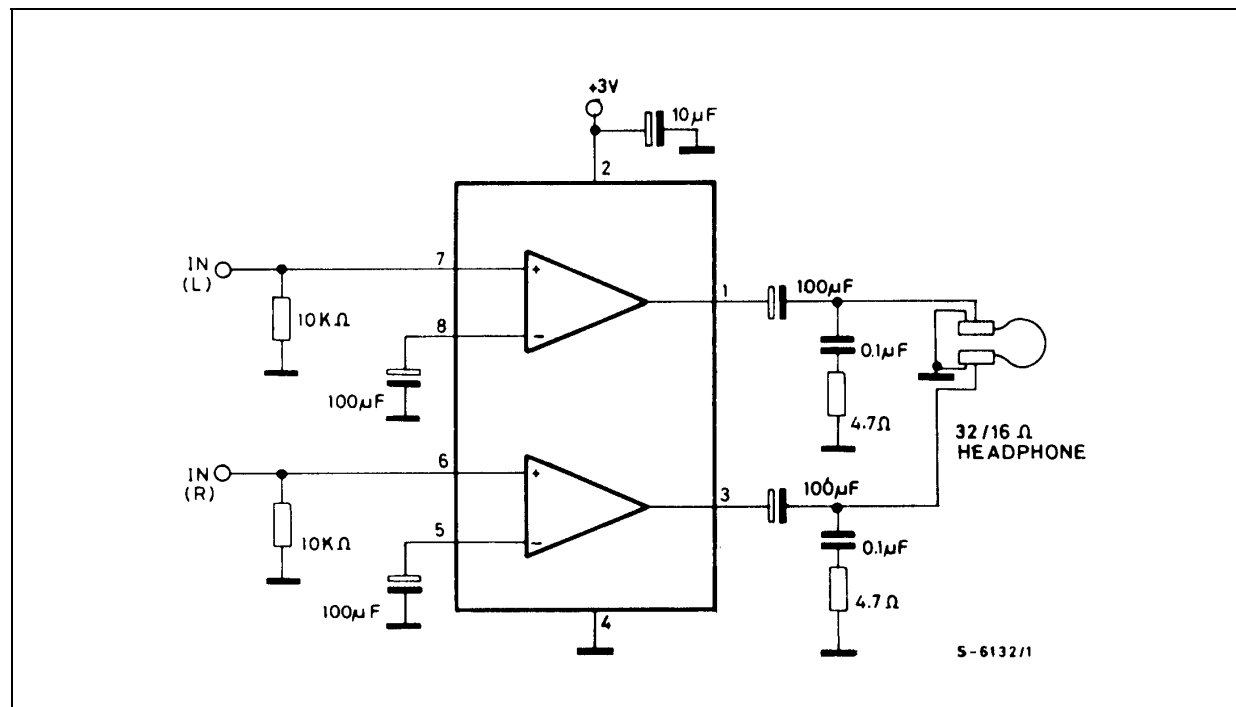 +3V
10µF
2
IN
(L)
7
10KΩ
8
100µF
1
100µF
0.1µF
4.7Ω
32/16 Ω
HEADPHONE
IN
(R)
6
10KΩ
5
100µF
3
100µF
0.1µF
4.7Ω
4
S-6132/1
+
−
+
−